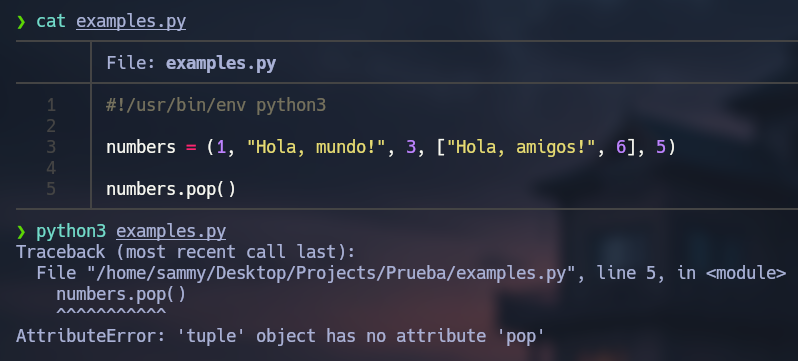 ❯ cat examples.py
File: examples.py
1 #!/usr/bin/env python3
2
3 numbers = (1, "Hola, mundo!", 3, ["Hola, amigos!", 6], 5)
4
5 numbers.pop()
❯ python3 examples.py
Traceback (most recent call last):
  File "/home/sammy/Desktop/Projects/Prueba/examples.py", line 5, in <module>
    numbers.pop()
    ^^^^^^^^^^^
AttributeError: 'tuple' object has no attribute 'pop'